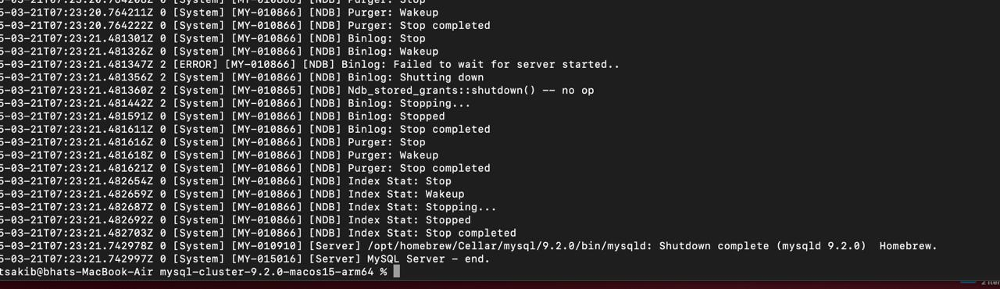 5-03-21T07:23:20.764208Z 0 [System] [MY-010866] [NDB] Purger: Stop
5-03-21T07:23:20.764211Z 0 [System] [MY-010866] [NDB] Purger: Wakeup
5-03-21T07:23:20.764222Z 0 [System] [MY-010866] [NDB] Purger: Stop completed
5-03-21T07:23:21.481301Z 0 [System] [MY-010866] [NDB] Binlog: Stop
5-03-21T07:23:21.481326Z 0 [System] [MY-010866] [NDB] Binlog: Wakeup
5-03-21T07:23:21.481347Z 2 [ERROR] [MY-010866] [NDB] Binlog: Failed to wait for server started..
5-03-21T07:23:21.481356Z 2 [System] [MY-010866] [NDB] Binlog: Shutting down
5-03-21T07:23:21.481360Z 2 [System] [MY-010865] [NDB] Ndb_stored_grants::shutdown() -- no op
5-03-21T07:23:21.481442Z 2 [System] [MY-010866] [NDB] Binlog: Stopping...
5-03-21T07:23:21.481591Z 0 [System] [MY-010866] [NDB] Binlog: Stopped
5-03-21T07:23:21.481611Z 0 [System] [MY-010866] [NDB] Binlog: Stop completed
5-03-21T07:23:21.481616Z 0 [System] [MY-010866] [NDB] Purger: Stop
5-03-21T07:23:21.481618Z 0 [System] [MY-010866] [NDB] Purger: Wakeup
5-03-21T07:23:21.481621Z 0 [System] [MY-010866] [NDB] Purger: Stop completed
5-03-21T07:23:21.482654Z 0 [System] [MY-010866] [NDB] Index Stat: Stop
5-03-21T07:23:21.482659Z 0 [System] [MY-010866] [NDB] Index Stat: Wakeup
5-03-21T07:23:21.482687Z 0 [System] [MY-010866] [NDB] Index Stat: Stopping...
5-03-21T07:23:21.482692Z 0 [System] [MY-010866] [NDB] Index Stat: Stopped
5-03-21T07:23:21.482703Z 0 [System] [MY-010866] [NDB] Index Stat: Stop completed
5-03-21T07:23:21.742978Z 0 [System] [MY-010910] [Server] /opt/homebrew/Cellar/mysql/9.2.0/bin/mysqld: Shutdown complete (mysqld 9.2.0)  Homebrew.
5-03-21T07:23:21.742997Z 0 [System] [MY-015016] [Server] MySQL Server - end.
tsakib@bhats-MacBook-Air mysql-cluster-9.2.0-macos15-arm64 %